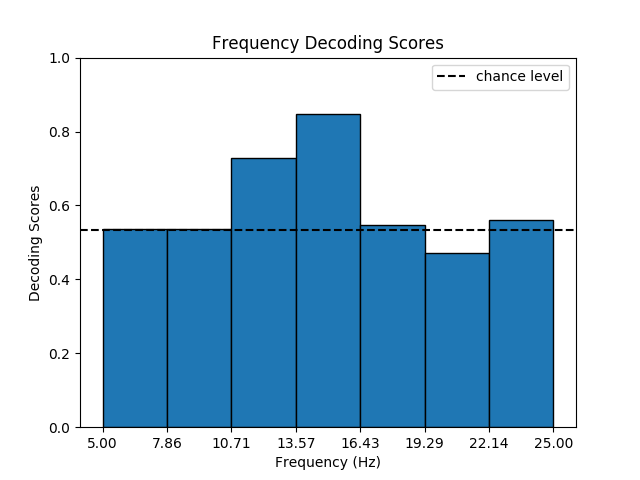 Frequency Decoding Scores
chance level
Decoding Scores
1.0
0.8
0.6
0.4
0.2
0.0
5.00 7.86 10.71 13.57 16.43 19.29 22.14 25.00
Frequency (Hz)